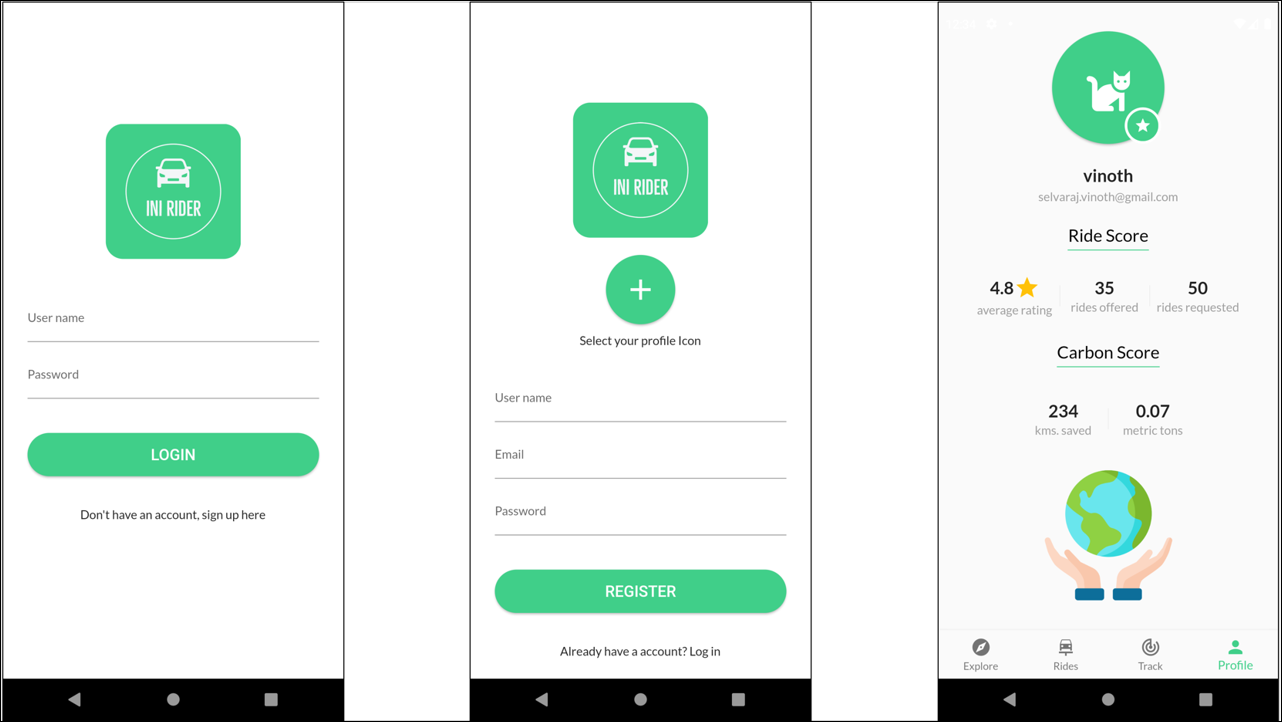 INI RIDER
User name
Password
LOGIN
Don't have an account, sign up here
INI RIDER
Select your profile Icon
User name
Email
Password
REGISTER
Already have a account? Log in
vinoth
selvaraj.vinoth@gmail.com
Ride Score
4.8 35 50
average rating rides offered rides requested
Carbon Score
234 0.07
kms. saved metric tons
Explore Rides Track Profile